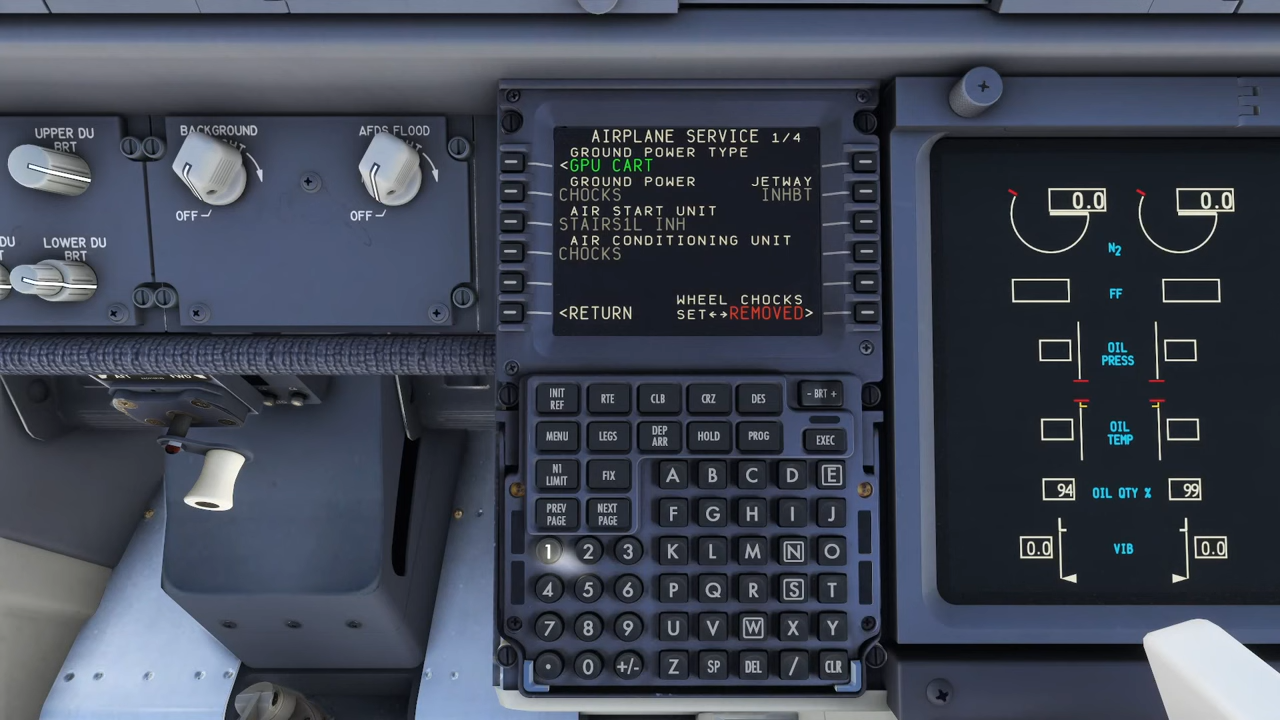 UPPER DU
BRT
BACKGROUND
OFF
AFDS FLOOD
OFF
DU
LOWER DU
BRT
AIRPLANE SERVICE 1/4
GROUND POWER TYPE
<GPU CART
GROUND POWER JETWAY
CHOCKS INHBT
AIR START UNIT
STAIRS1L INH
AIR CONDITIONING UNIT
CHOCKS
WHEEL CHOCKS
<RETURN SET←→REMOVED>
INIT REF
RTE
CLB
CRZ
DES
- BRT +
MENU
LEGS
DEP ARR
HOLD
PROG
EXEC
N1 LIMIT
FIX
A B C D E
PREV PAGE
NEXT PAGE
F G H I J
1 2 3 K L M N O
4 5 6 P Q R S T
7 8 9 U V W X Y
. 0 +/- Z SP DEL / CLR
0.0 0.0
N2
FF
OIL PRESS
OIL TEMP
94 OIL QTY % 99
0.0 VIB 0.0